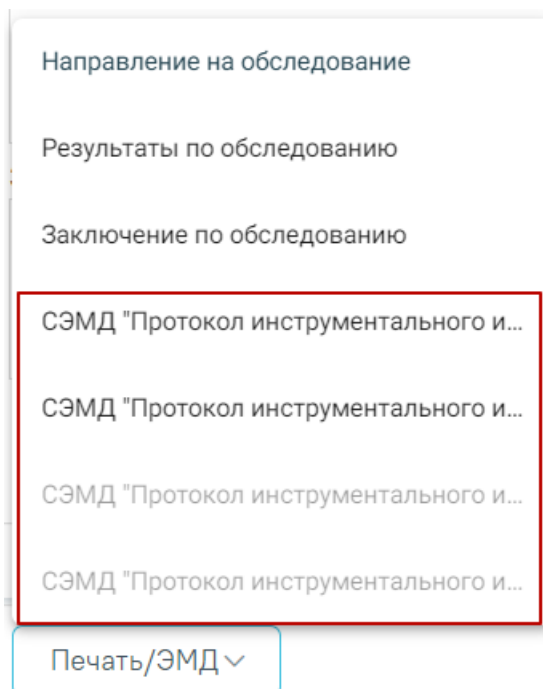 Направление на обследование
Результаты по обследованию
Заключение по обследованию
СЭМД "Протокол инструментального и...
СЭМД "Протокол инструментального и...
СЭМД "Протокол инструментального и...
СЭМД "Протокол инструментального и...
Печать/ЭМД